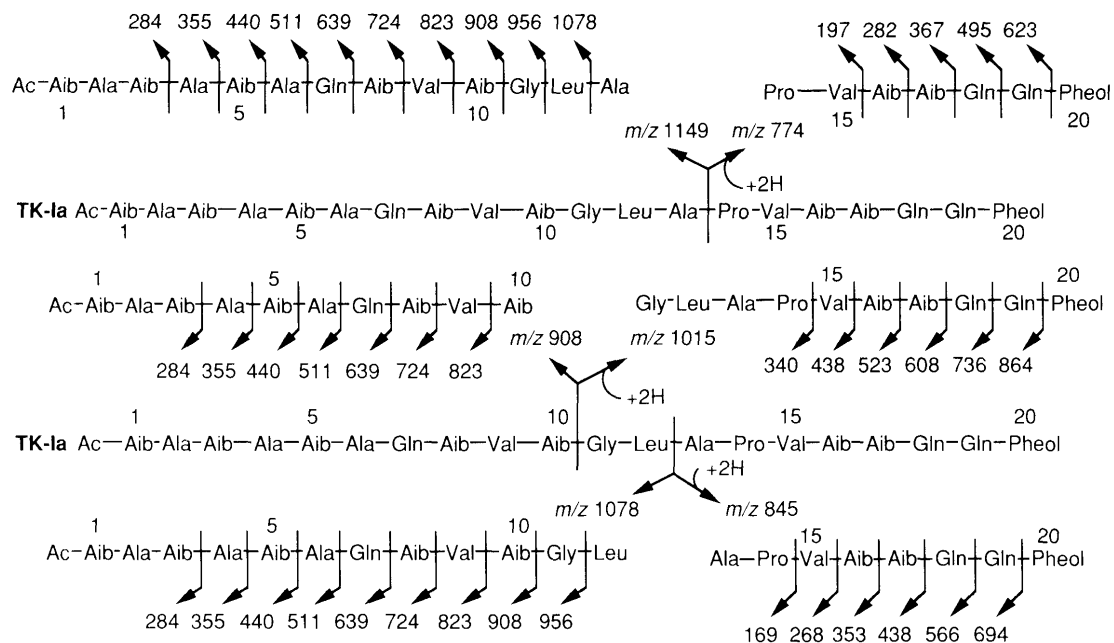 284 355 440 511 639 724 823 908 956 1078
197 282 367 495 623
Ac–Aib–Ala–Aib–Ala–Aib–Ala–Gln–Aib–Val–Aib–Gly–Leu–Ala
1 5 10
Pro–Val–Aib–Aib–Gln–Gln–Pheol
15 20
m/z 1149 m/z 774
+2H
TK-Ia Ac–Aib–Ala–Aib–Ala–Aib–Ala–Gln–Aib–Val–Aib–Gly–Leu–Ala–Pro–Val–Aib–Aib–Gln–Gln–Pheol
1 5 10 15 20
1 5 10
Ac–Aib–Ala–Aib–Ala–Aib–Ala–Gln–Aib–Val–Aib
15 20
Gly–Leu–Ala–Pro–Val–Aib–Aib–Gln–Gln–Pheol
284 355 440 511 639 724 823
m/z 908 m/z 1015
340 438 523 608 736 864
+2H
1 5 10 15 20
TK-Ia Ac–Aib–Ala–Aib–Ala–Aib–Ala–Gln–Aib–Val–Aib–Gly–Leu–Ala–Pro–Val–Aib–Aib–Gln–Gln–Pheol
+2H
m/z 1078 m/z 845
1 5 10
Ac–Aib–Ala–Aib–Ala–Aib–Ala–Gln–Aib–Val–Aib–Gly–Leu
15 20
Ala–Pro–Val–Aib–Aib–Gln–Gln–Pheol
284 355 440 511 639 724 823 908 956
169 268 353 438 566 694